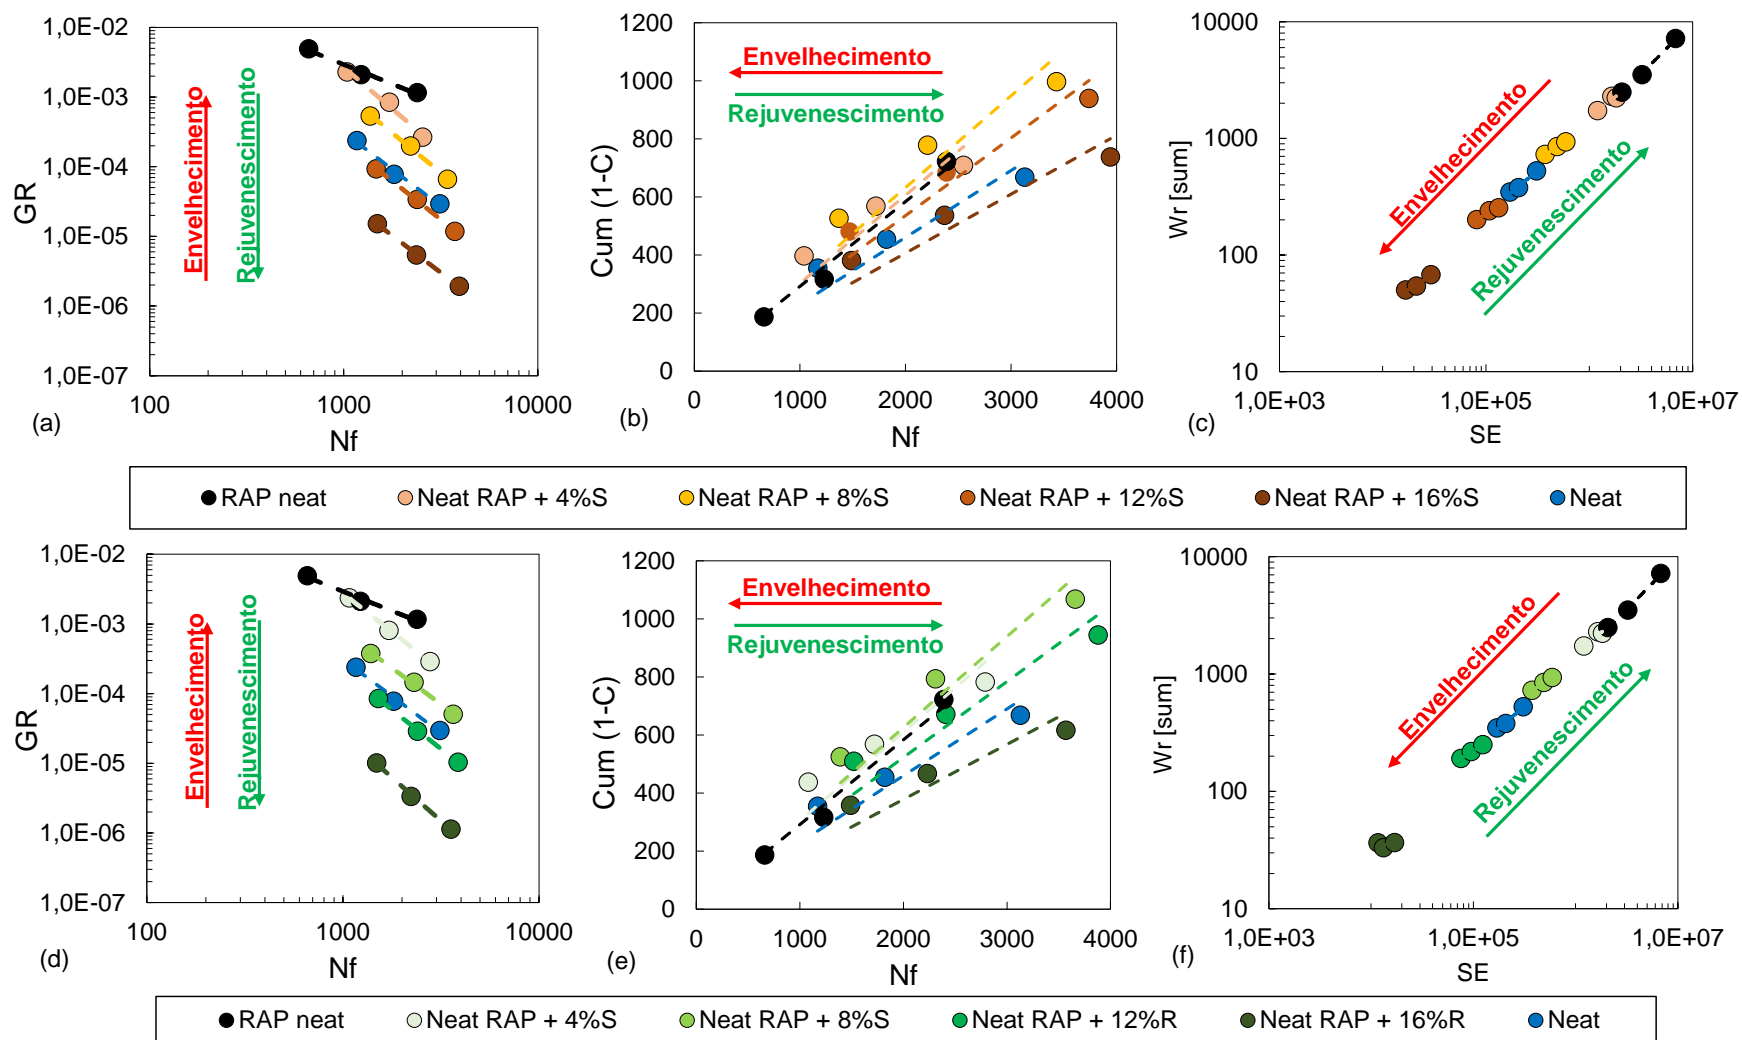 1,0E-02
1,0E-03
1,0E-04
1,0E-05
1,0E-06
1,0E-07
GR
Envelhecimento
Rejuvenescimento
100
1000
10000
Nf
(a)
1200
1000
800
600
400
200
0
Cum (1-C)
Envelhecimento
Rejuvenescimento
0
1000
2000
3000
4000
Nf
(b)
10000
1000
100
10
Wr [sum]
Envelhecimento
Rejuvenescimento
1,0E+03
1,0E+05
1,0E+07
SE
(c)
RAP neat
Neat RAP + 4%S
Neat RAP + 8%S
Neat RAP + 12%S
Neat RAP + 16%S
Neat
1,0E-02
1,0E-03
1,0E-04
1,0E-05
1,0E-06
1,0E-07
GR
Envelhecimento
Rejuvenescimento
100
1000
10000
Nf
(d)
1200
1000
800
600
400
200
0
Cum (1-C)
Envelhecimento
Rejuvenescimento
0
1000
2000
3000
4000
Nf
(e)
10000
1000
100
10
Wr [sum]
Envelhecimento
Rejuvenescimento
1,0E+03
1,0E+05
1,0E+07
SE
(f)
RAP neat
Neat RAP + 4%S
Neat RAP + 8%S
Neat RAP + 12%R
Neat RAP + 16%R
Neat